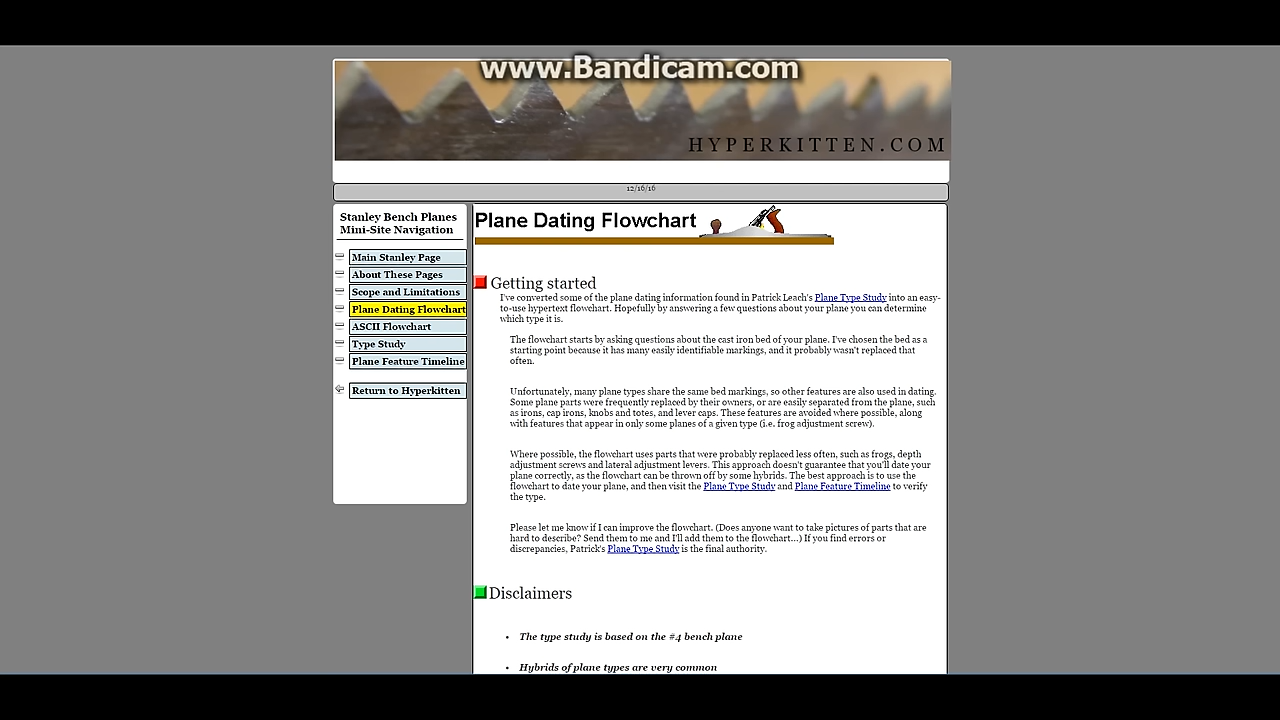 www.Bandicam.com
HYPERKITTEN.COM
12/16/16
Stanley Bench Planes
Mini-Site Navigation
Main Stanley Page
About These Pages
Scope and Limitations
Plane Dating Flowchart
ASCII Flowchart
Type Study
Plane Feature Timeline
Return to Hyperkitten
Plane Dating Flowchart
Getting started
I've converted some of the plane dating information found in Patrick Leach's Plane Type Study into an easy-
to-use hypertext flowchart. Hopefully by answering a few questions about your plane you can determine
which type it is.
The flowchart starts by asking questions about the cast iron bed of your plane. I've chosen the bed as a
starting point because it has many easily identifiable markings, and it probably wasn't replaced that
often.
Unfortunately, many plane types share the same bed markings, so other features are also used in dating.
Some plane parts were frequently replaced by their owners, or are easily separated from the plane, such
as irons, cap irons, knobs and totes, and lever caps. These features are avoided where possible, along
with features that appear in only some planes of a given type (i.e. frog adjustment screw).
Where possible, the flowchart uses parts that were probably replaced less often, such as frogs, depth
adjustment screws and lateral adjustment levers. This approach doesn't guarantee that you'll date your
plane correctly, as the flowchart can be thrown off by some hybrids. The best approach is to use the
flowchart to date your plane, and then visit the Plane Type Study and Plane Feature Timeline to verify
the type.
Please let me know if I can improve the flowchart. (Does anyone want to take pictures of parts that are
hard to describe? Send them to me and I'll add them to the flowchart...) If you find errors or
discrepancies, Patrick's Plane Type Study is the final authority.
Disclaimers
• The type study is based on the #4 bench plane
• Hybrids of plane types are very common